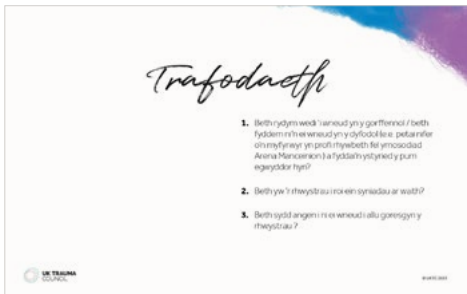 Trafodaeth
1. Beth rydym wedi 'i wneud yn y gorffennol / beth
fyddem ni'n ei wneud yn y dyfodol (e.e. petai nifer
o'n myfyrwyr yn profi rhywbeth fel ymosodiad
Arena Manceinion ) a fydda'n ystyried y pum
egwyddor hyn?
2. Beth yw 'r rhwystrau i roi ein syniadau ar waith?
3. Beth sydd angen i ni ei wneud i allu goresgyn y
rhwystrau ?
UK TRAUMA
COUNCIL